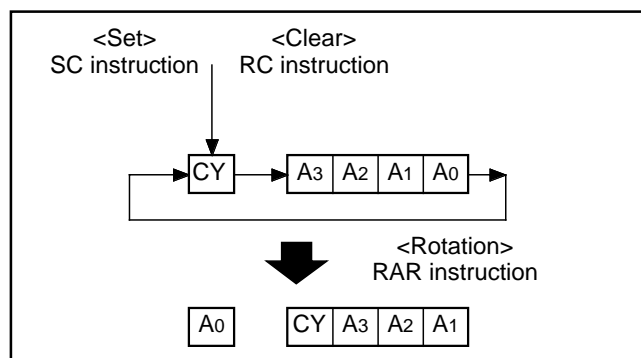 <Set> <Clear>
SC instruction RC instruction
CY A3 A2 A1 A0
<Rotation>
RAR instruction
A0 CY A3 A2 A1